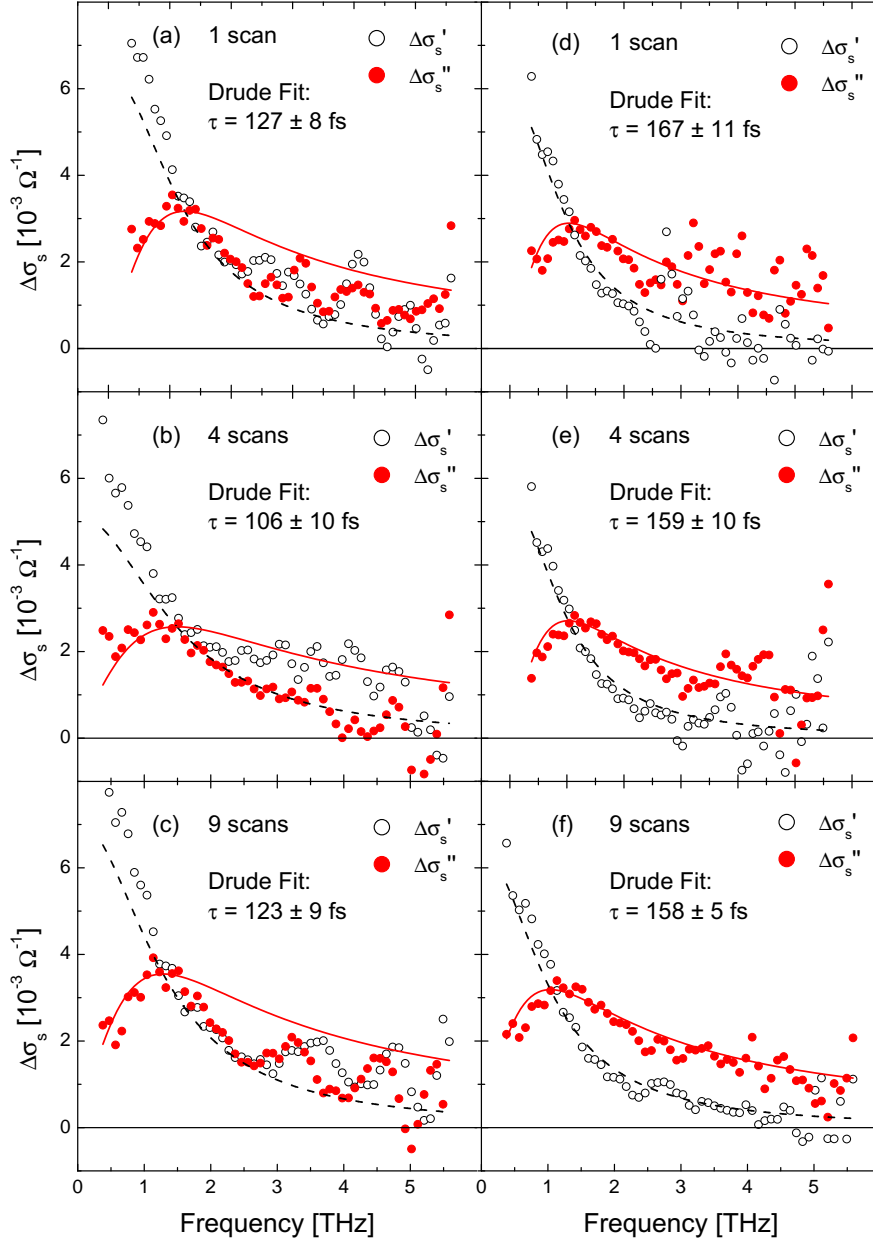 (a) 1 scan
Δσₛ'
Δσₛ"
Drude Fit:
τ = 127 ± 8 fs
6
4
2
0
Δσₛ [10⁻³ Ω⁻¹]
(d) 1 scan
Δσₛ'
Δσₛ"
Drude Fit:
τ = 167 ± 11 fs
(b) 4 scans
Δσₛ'
Δσₛ"
Drude Fit:
τ = 106 ± 10 fs
6
4
2
0
Δσₛ [10⁻³ Ω⁻¹]
(e) 4 scans
Δσₛ'
Δσₛ"
Drude Fit:
τ = 159 ± 10 fs
(c) 9 scans
Δσₛ'
Δσₛ"
Drude Fit:
τ = 123 ± 9 fs
6
4
2
0
Δσₛ [10⁻³ Ω⁻¹]
(f) 9 scans
Δσₛ'
Δσₛ"
Drude Fit:
τ = 158 ± 5 fs
0 1 2 3 4 5 0 1 2 3 4 5
Frequency [THz] Frequency [THz]